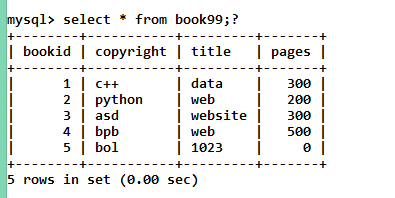 mysql> select * from book99;?
+--------+-----------+---------+-------+
| bookid | copyright | title   | pages |
+--------+-----------+---------+-------+
|      1 | c++       | data    |   300 |
|      2 | python    | web     |   200 |
|      3 | asd       | website |   300 |
|      4 | bpb       | web     |   500 |
|      5 | bol       | 1023    |     0 |
+--------+-----------+---------+-------+
5 rows in set (0.00 sec)